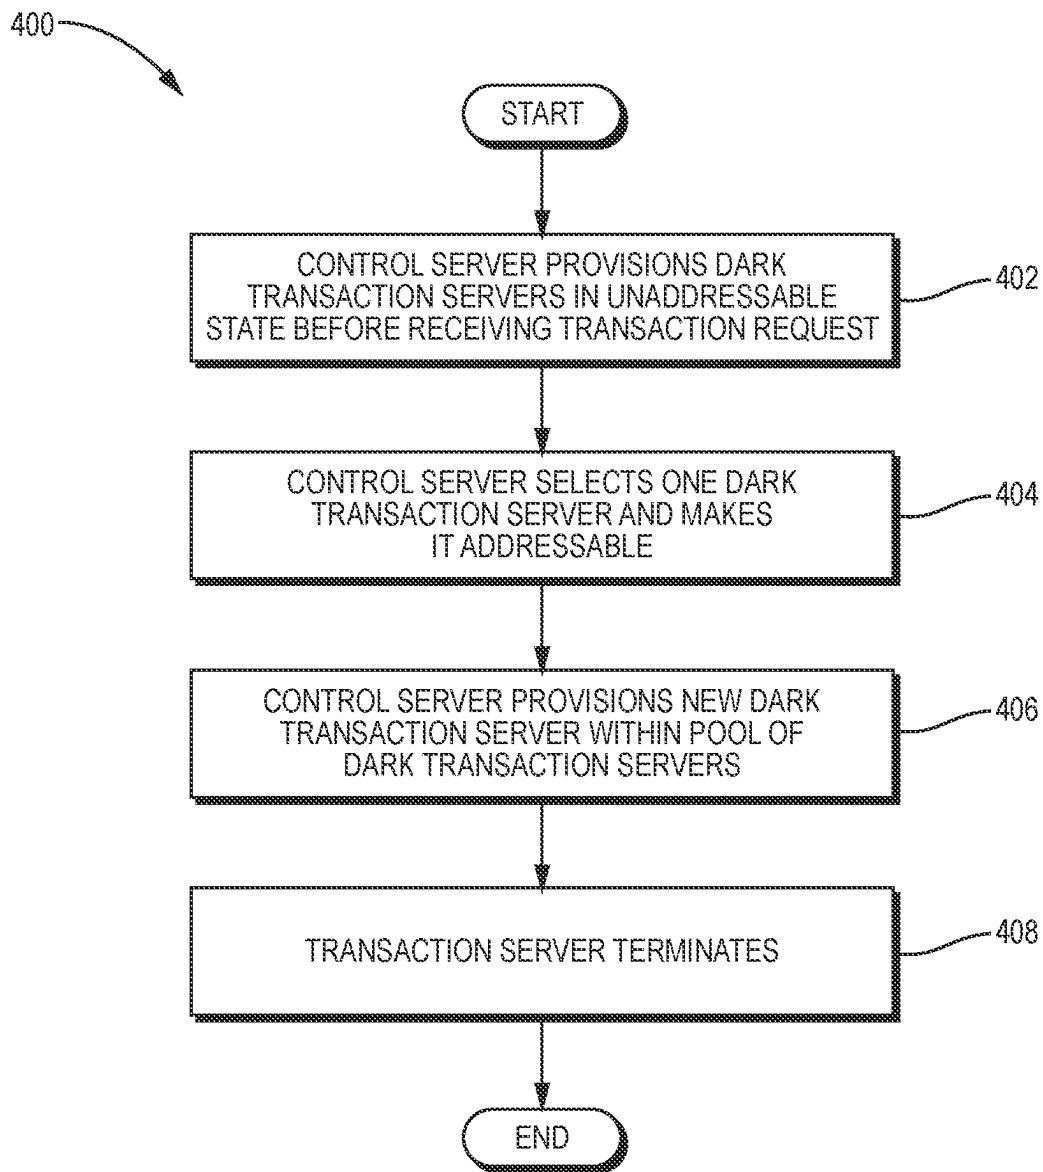 400
START
CONTROL SERVER PROVISIONS DARK
TRANSACTION SERVERS IN UNADDRESSABLE
STATE BEFORE RECEIVING TRANSACTION REQUEST
402
CONTROL SERVER SELECTS ONE DARK
TRANSACTION SERVER AND MAKES
IT ADDRESSABLE
404
CONTROL SERVER PROVISIONS NEW DARK
TRANSACTION SERVER WITHIN POOL OF
DARK TRANSACTION SERVERS
406
TRANSACTION SERVER TERMINATES
408
END